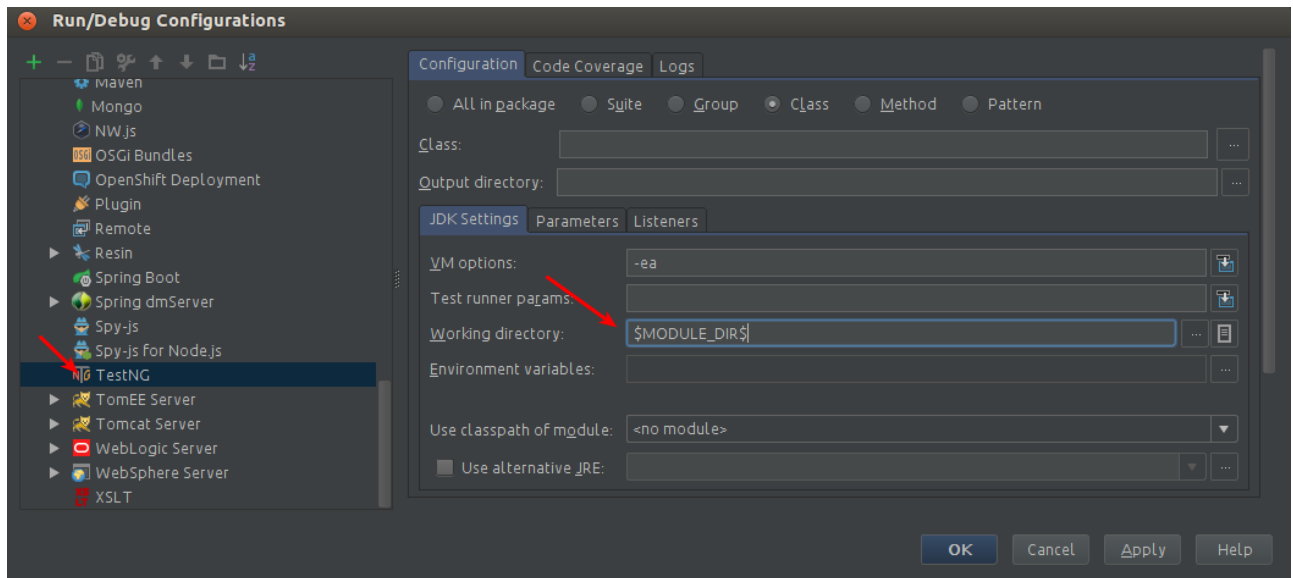 Run/Debug Configurations
Maven
Mongo
NW.js
OSGi Bundles
OpenShift Deployment
Plugin
Remote
Resin
Spring Boot
Spring dmServer
Spy-js
Spy-js for Node.js
TestNG
TomEE Server
Tomcat Server
WebLogic Server
WebSphere Server
XSLT
Configuration Code Coverage Logs
All in package Suite Group Class Method Pattern
Class:
Output directory:
JDK Settings Parameters Listeners
VM options: -ea
Test runner params:
Working directory: $MODULE_DIR$
Environment variables:
Use classpath of module: <no module>
Use alternative JRE:
OK Cancel Apply Help